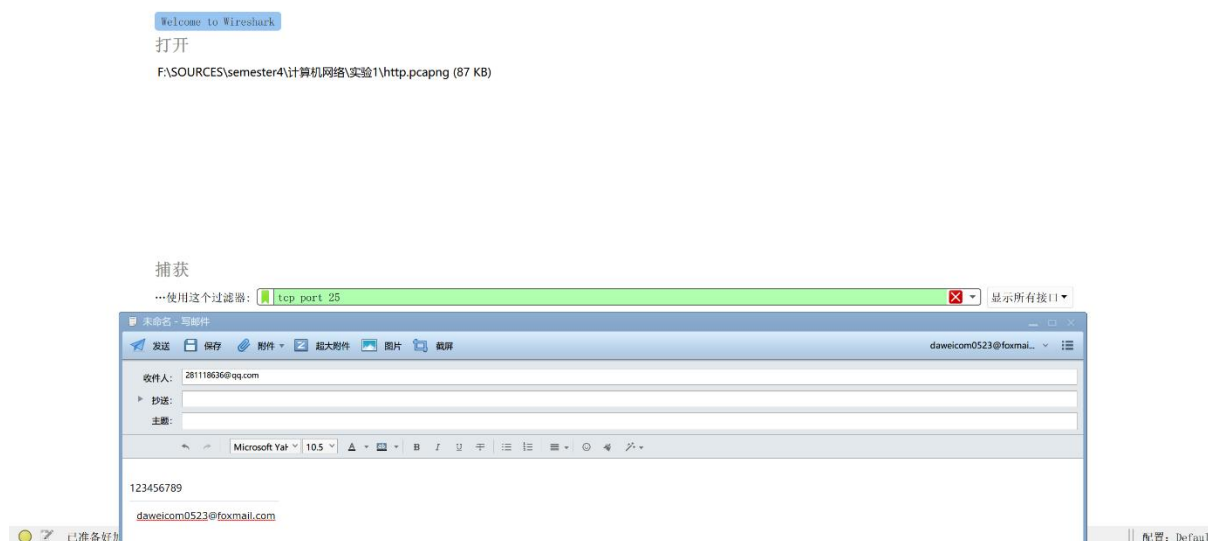 Welcome to Wireshark
打开
F:\SOURCES\semester4\计算机网络\实验1\http.pcapng (87 KB)
捕获
…使用这个过滤器: tcp port 25 显示所有接口
未命名 - 写邮件
发送 保存 附件 超大附件 图片 截屏 daweicom0523@foxmai...
收件人: 281118636@qq.com
抄送:
主题:
Microsoft YaH 10.5 A B I U
123456789
daweicom0523@foxmail.com
已准备好加 配置: Defaul